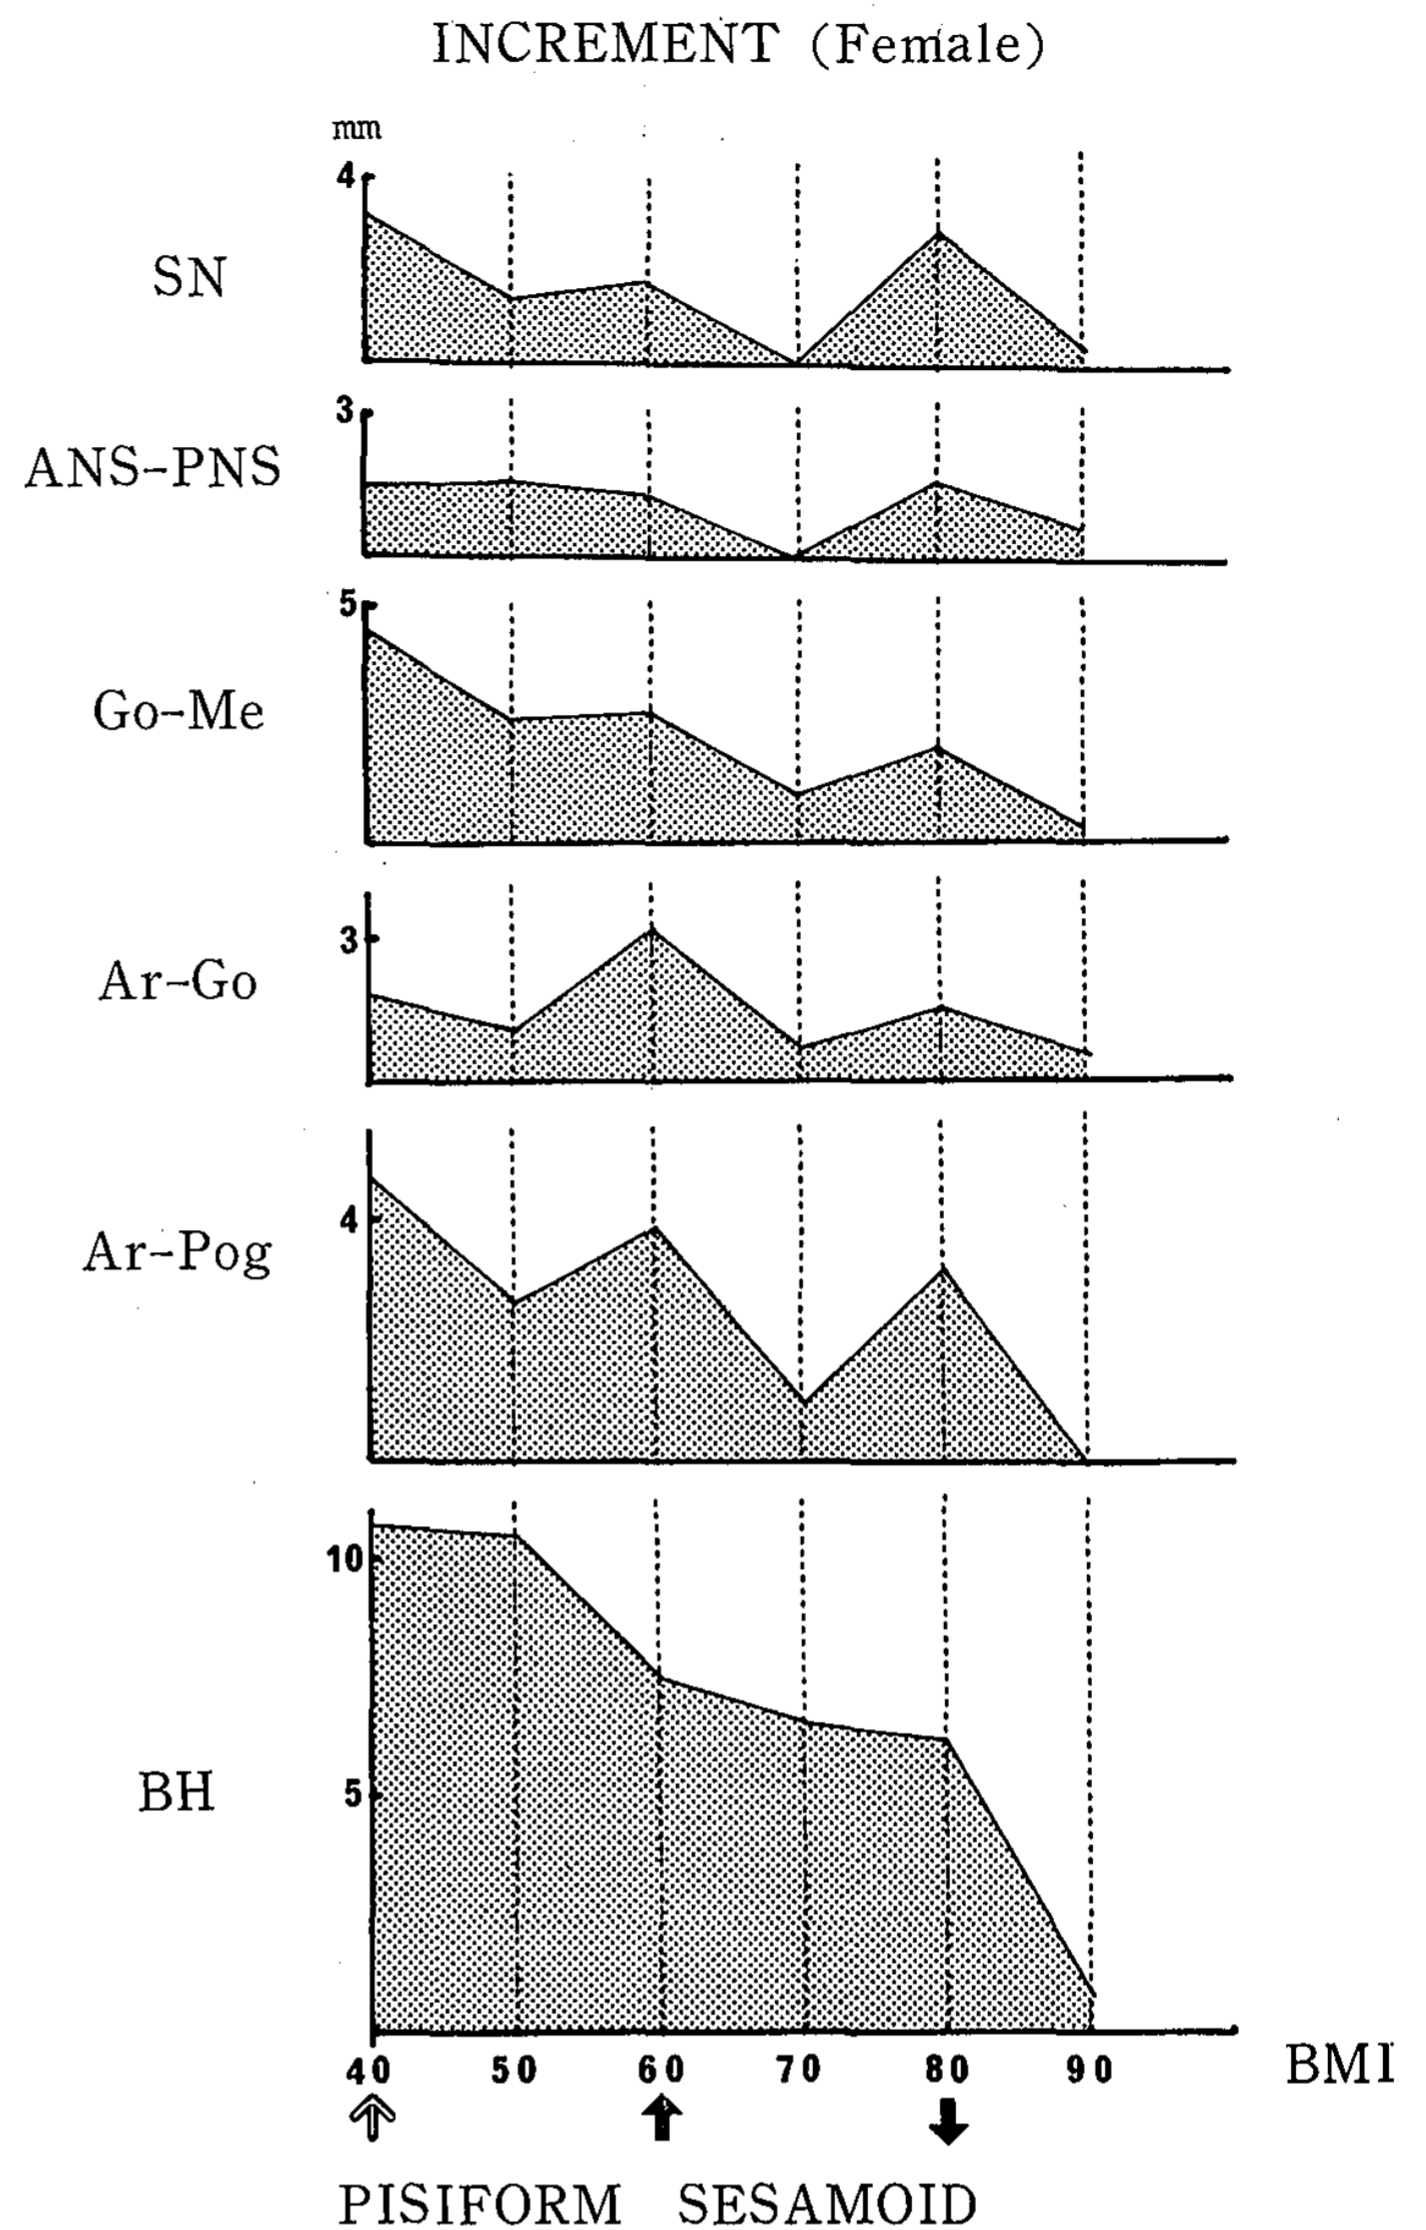 INCREMENT (Female)
mm
4
SN
3
ANS-PNS
5
Go-Me
3
Ar-Go
4
Ar-Pog
10
BH
5
40 50 60 70 80 90 BMI
PISIFORM SESAMOID